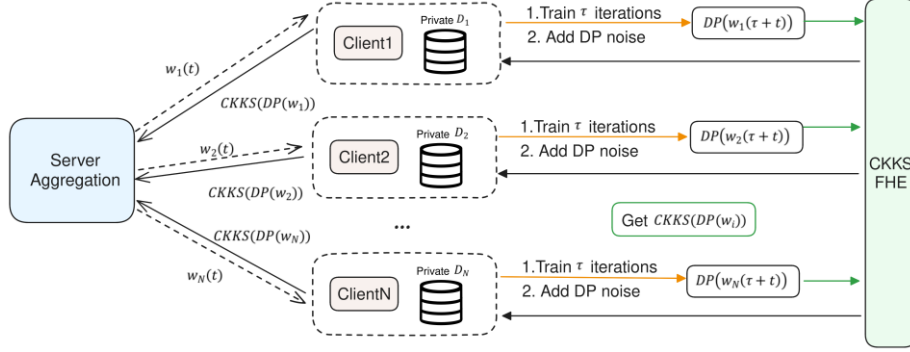 Private D₁
Client1
1.Train τ iterations
2. Add DP noise
DP(w₁(τ + t))
w₁(t)
CKKS(DP(w₁))
Server
Aggregation
Private D₂
Client2
1.Train τ iterations
2. Add DP noise
DP(w₂(τ + t))
w₂(t)
CKKS(DP(w₂))
CKKS
FHE
...
Get CKKS(DP(wᵢ))
CKKS(DP(w_N))
w_N(t)
Private D_N
ClientN
1.Train τ iterations
2. Add DP noise
DP(w_N(τ + t))